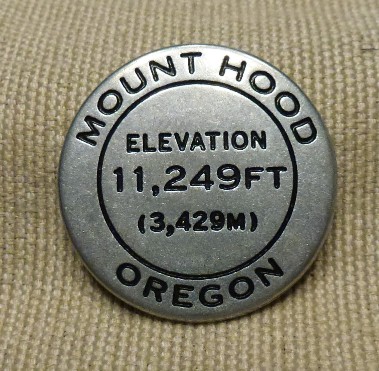 MOUNT HOOD
ELEVATION
11,249FT
(3,429M)
OREGON